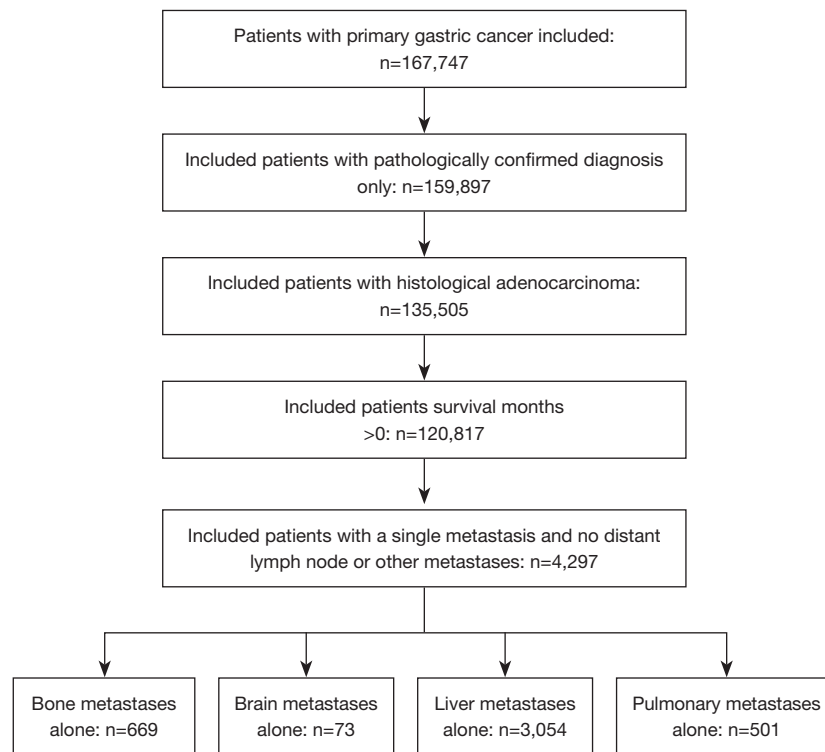 Patients with primary gastric cancer included:
n=167,747
Included patients with pathologically confirmed diagnosis
only: n=159,897
Included patients with histological adenocarcinoma:
n=135,505
Included patients survival months
>0: n=120,817
Included patients with a single metastasis and no distant
lymph node or other metastases: n=4,297
Bone metastases
alone: n=669
Brain metastases
alone: n=73
Liver metastases
alone: n=3,054
Pulmonary metastases
alone: n=501